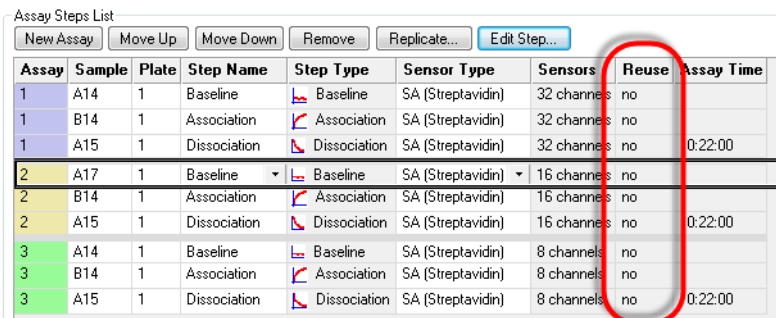 Assay Steps List
New Assay Move Up Move Down Remove Replicate... Edit Step...
Assay Sample Plate Step Name Step Type Sensor Type Sensors Reuse Assay Time
1 A14 1 Baseline Baseline SA (Streptavidin) 32 channels no
1 B14 1 Association Association SA (Streptavidin) 32 channels no
1 A15 1 Dissociation Dissociation SA (Streptavidin) 32 channels no 0:22:00
2 A17 1 Baseline Baseline SA (Streptavidin) 16 channels no
2 B14 1 Association Association SA (Streptavidin) 16 channels no
2 A15 1 Dissociation Dissociation SA (Streptavidin) 16 channels no 0:22:00
3 A14 1 Baseline Baseline SA (Streptavidin) 8 channels no
3 B14 1 Association Association SA (Streptavidin) 8 channels no
3 A15 1 Dissociation Dissociation SA (Streptavidin) 8 channels no 0:22:00